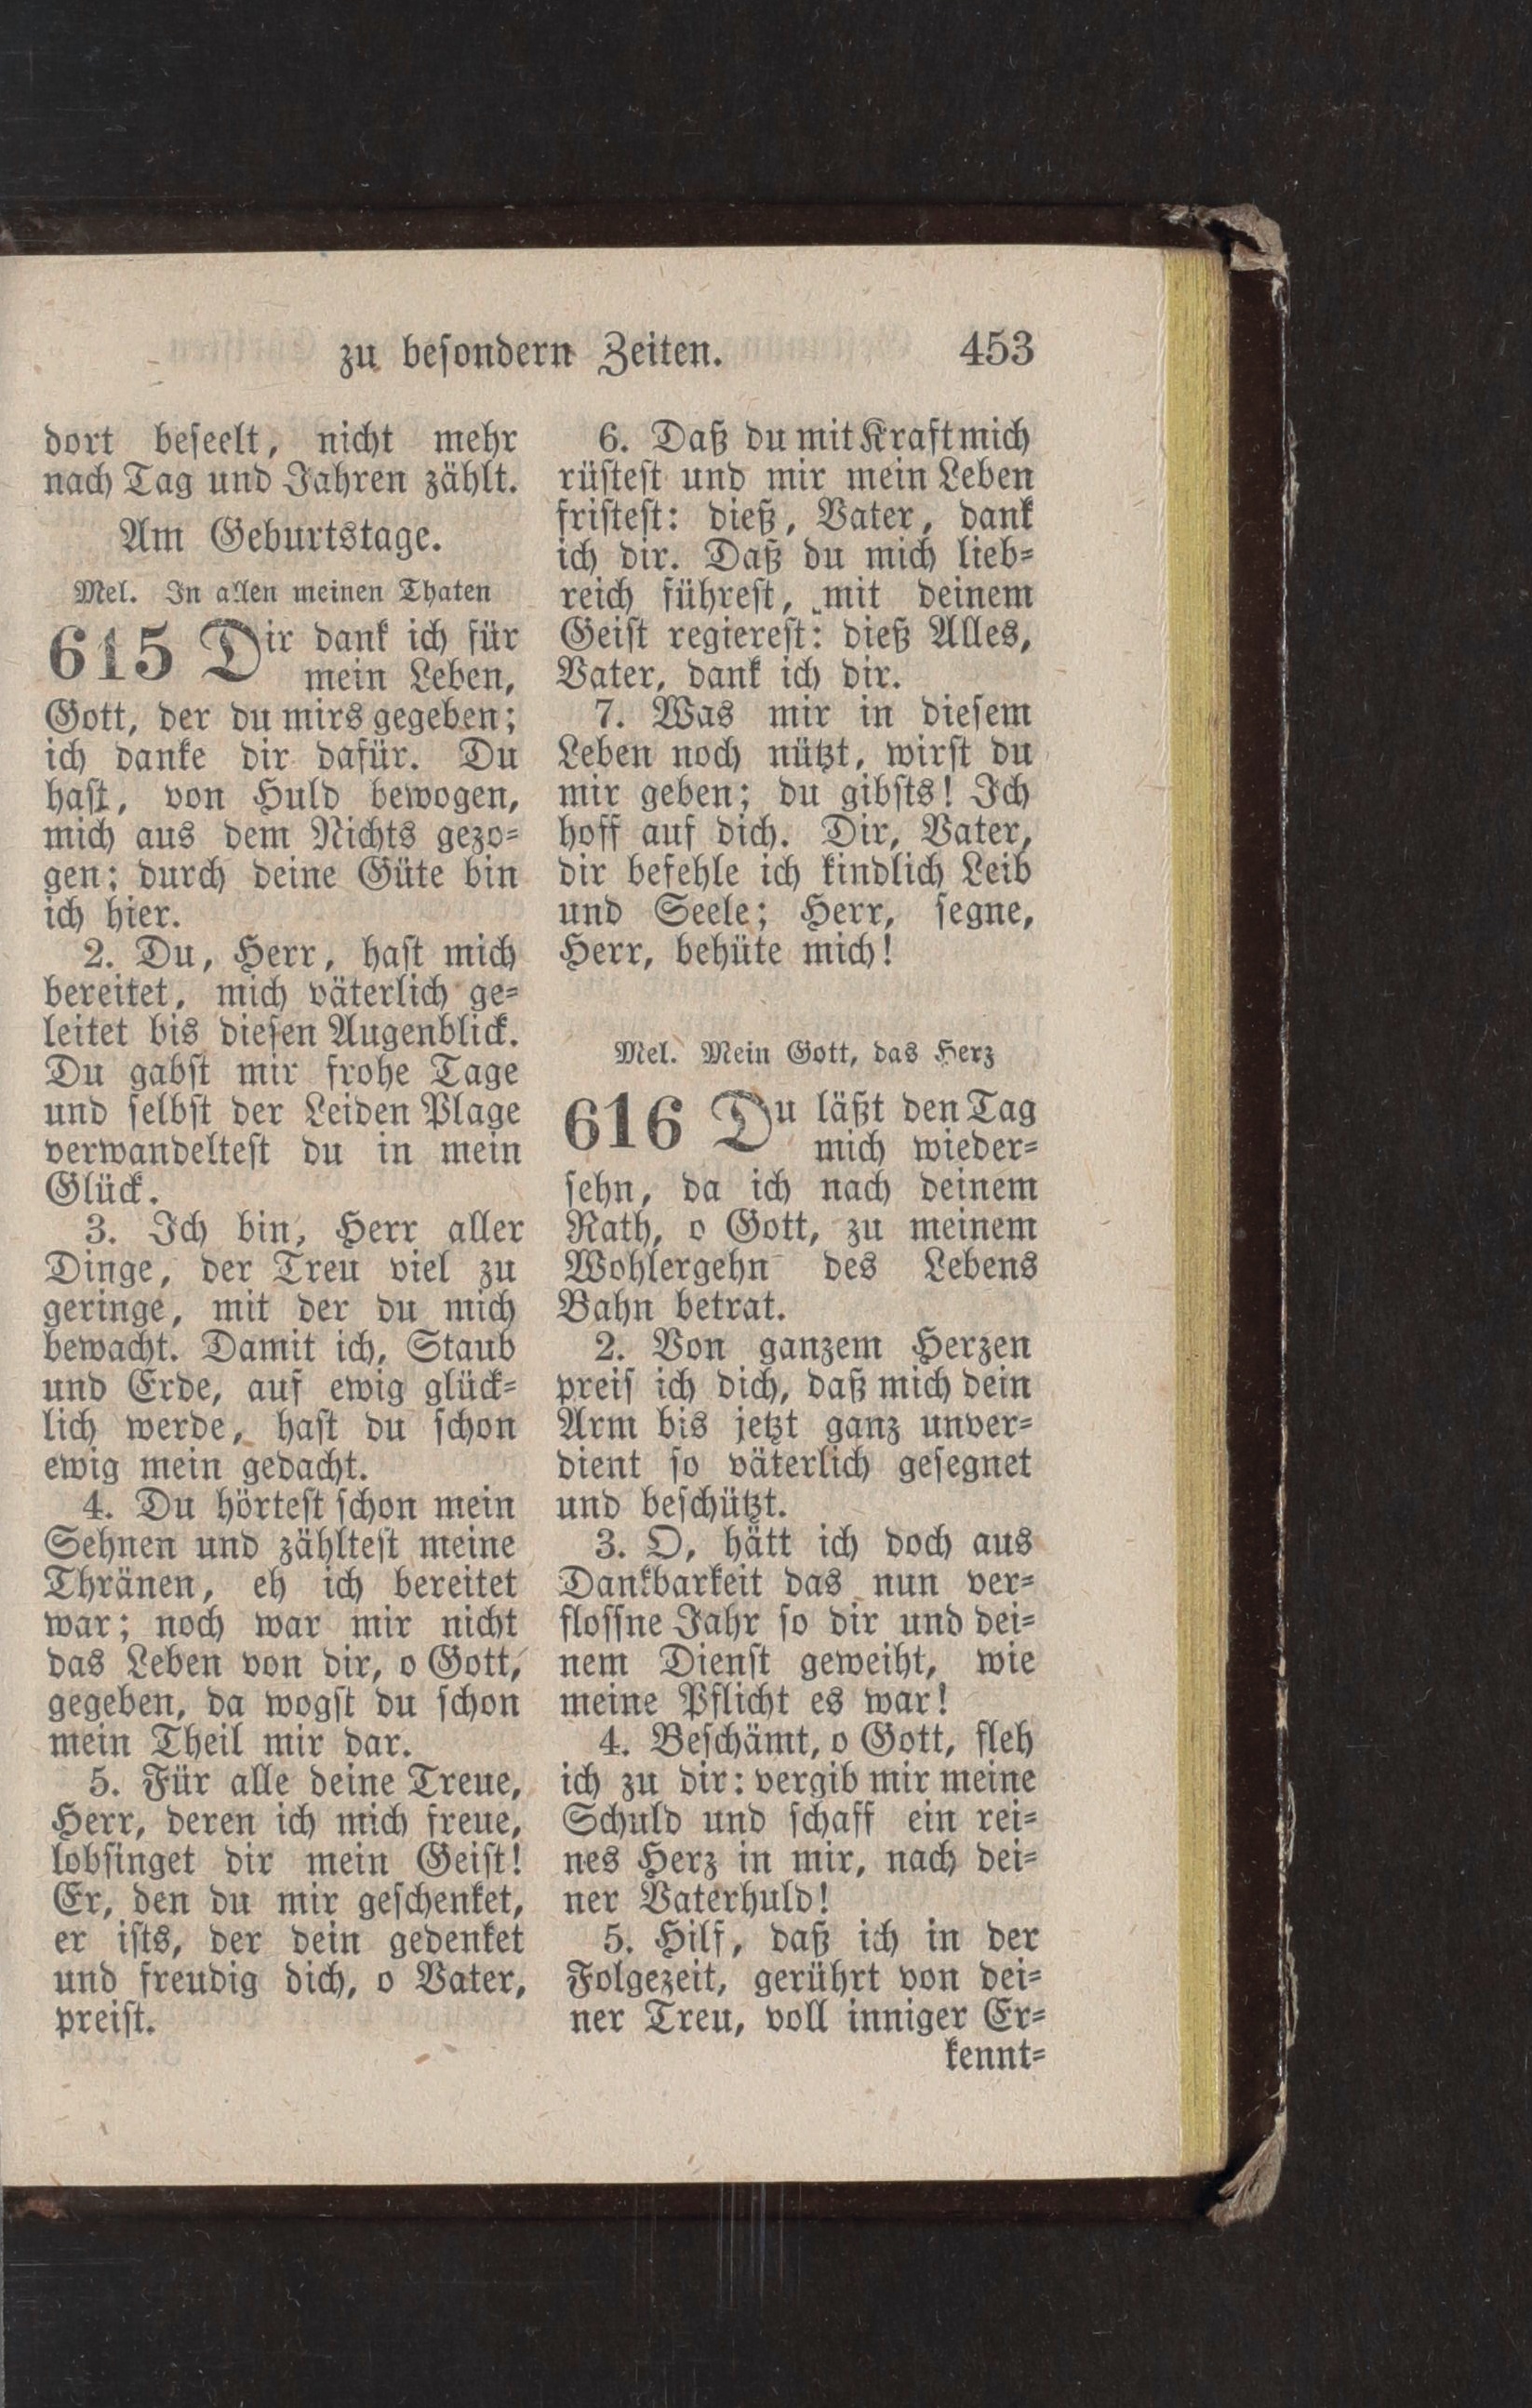 zu besondern Zeiten. 453
dort beseelt, nicht mehr
nach Tag und Jahren zählt.
Am Geburtstage.
Mel. In allen meinen Thaten
615 Dir dank ich für
mein Leben,
Gott, der du mirs gegeben;
ich danke dir dafür. Du
hast, von Huld bewogen,
mich aus dem Nichts gezo-
gen; durch deine Güte bin
ich hier.
2. Du, Herr, hast mich
bereitet, mich väterlich ge-
leitet bis diesen Augenblick.
Du gabst mir frohe Tage
und selbst der Leiden Plage
verwandeltest du in mein
Glück.
3. Ich bin, Herr aller
Dinge, der Treu viel zu
geringe, mit der du mich
bewacht. Damit ich, Staub
und Erde, auf ewig glück-
lich werde, hast du schon
ewig mein gedacht.
4. Du hörtest schon mein
Sehnen und zähltest meine
Thränen, eh ich bereitet
war; noch war mir nicht
das Leben von dir, o Gott,
gegeben, da wogst du schon
mein Theil mir dar.
5. Für alle deine Treue,
Herr, deren ich mich freue,
lobsinget dir mein Geist!
Er, den du mir geschenket,
er ists, der dein gedenket
und freudig dich, o Vater,
preist.
6. Daß du mit Kraft mich
rüstest und mir mein Leben
fristest: dieß, Vater, dank
ich dir. Daß du mich lieb-
reich führest, mit deinem
Geist regierest: dieß Alles,
Vater, dank ich dir.
7. Was mir in diesem
Leben noch nützt, wirst du
mir geben; du gibsts! Ich
hoff auf dich. Dir, Vater,
dir befehle ich kindlich Leib
und Seele; Herr, segne,
Herr, behüte mich!
Mel. Mein Gott, das Herz
616 Du läßt den Tag
mich wieder-
sehn, da ich nach deinem
Rath, o Gott, zu meinem
Wohlergehn des Lebens
Bahn betrat.
2. Von ganzem Herzen
preis ich dich, daß mich dein
Arm bis jetzt ganz unver-
dient so väterlich gesegnet
und beschützt.
3. O, hätt ich doch aus
Dankbarkeit das nun ver-
flossne Jahr so dir und dei-
nem Dienst geweiht, wie
meine Pflicht es war!
4. Beschämt, o Gott, fleh
ich zu dir: vergib mir meine
Schuld und schaff ein rei-
nes Herz in mir, nach dei-
ner Vaterhuld!
5. Hilf, daß ich in der
Folgezeit, gerührt von dei-
ner Treu, voll inniger Er-
kennt-